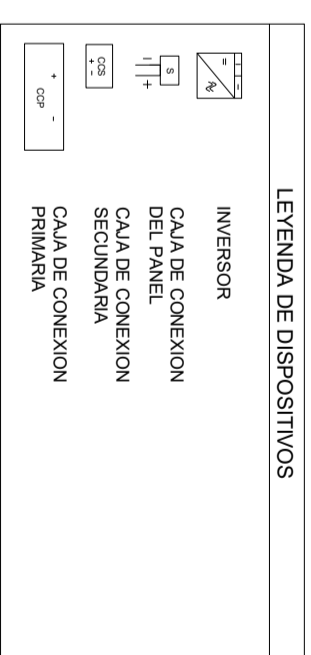 LEYENDA DE DISPOSITIVOS
=
INVERSOR
S
− +
CAJA DE CONEXION
DEL PANEL
CCS
+ −
CAJA DE CONEXION
SECUNDARIA
+ -
CCP
CAJA DE CONEXION
PRIMARIA